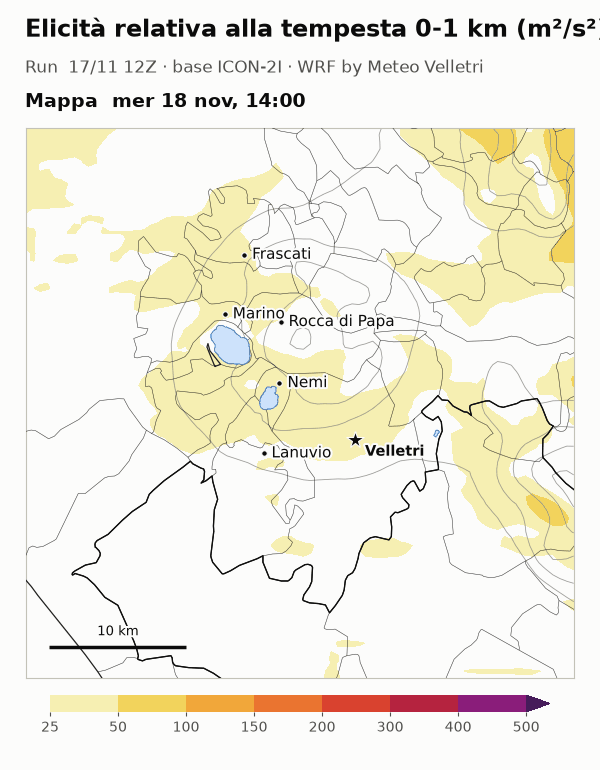 Elicità relativa alla tempesta 0-1 km (m²/s²)
Run  17/11 12Z · base ICON-2I · WRF by Meteo Velletri
Mappa  mer 18 nov, 14:00
Frascati
Marino
Rocca di Papa
Nemi
Velletri
Lanuvio
10 km
25 50 100 150 200 300 400 500